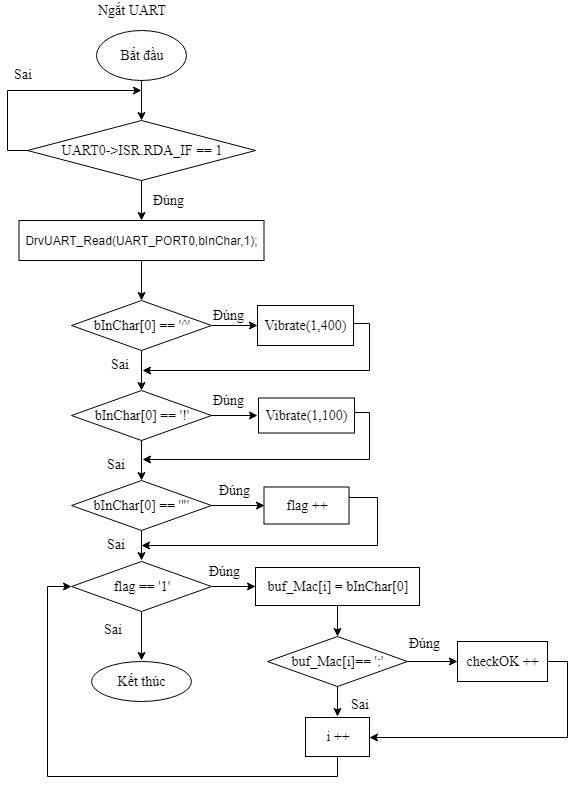 Ngắt UART
Bắt đầu
Sai
UART0->ISR.RDA_IF == 1
Đúng
DrvUART_Read(UART_PORT0,bInChar,1);
bInChar[0] == '^'
Đúng
Vibrate(1,400)
Sai
bInChar[0] == '!'
Đúng
Vibrate(1,100)
Sai
bInChar[0] == '"'
Đúng
flag ++
Sai
flag == '1'
Đúng
buf_Mac[i] = bInChar[0]
Sai
Kết thúc
buf_Mac[i]== ':'
Đúng
checkOK ++
Sai
i ++